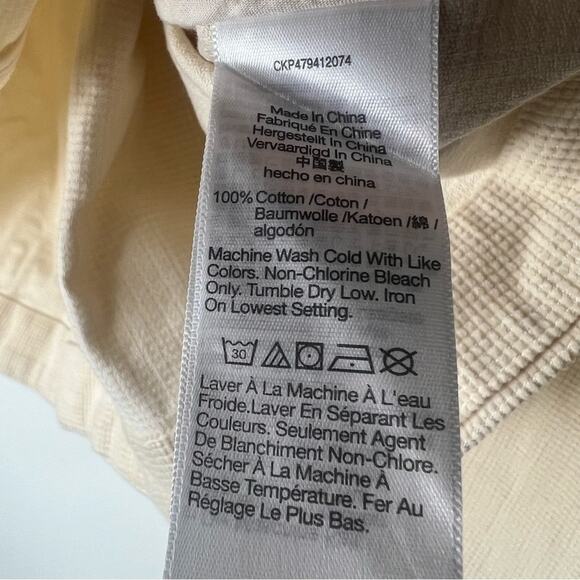 CKP479412074
Made In China
Fabriqué En Chine
Hergestellt In China
Vervaardigd In China
中国製
hecho en china
100% Cotton /Coton /
Baumwolle /Katoen /綿 /
algodón
Machine Wash Cold With Like
Colors. Non-Chlorine Bleach
Only. Tumble Dry Low. Iron
On Lowest Setting.
30
Laver À La Machine À L'eau
Froide.Laver En Séparant Les
Couleurs. Seulement Agent
De Blanchiment Non-Chlore.
Sécher À La Machine À
Basse Température. Fer Au
Réglage Le Plus Bas.